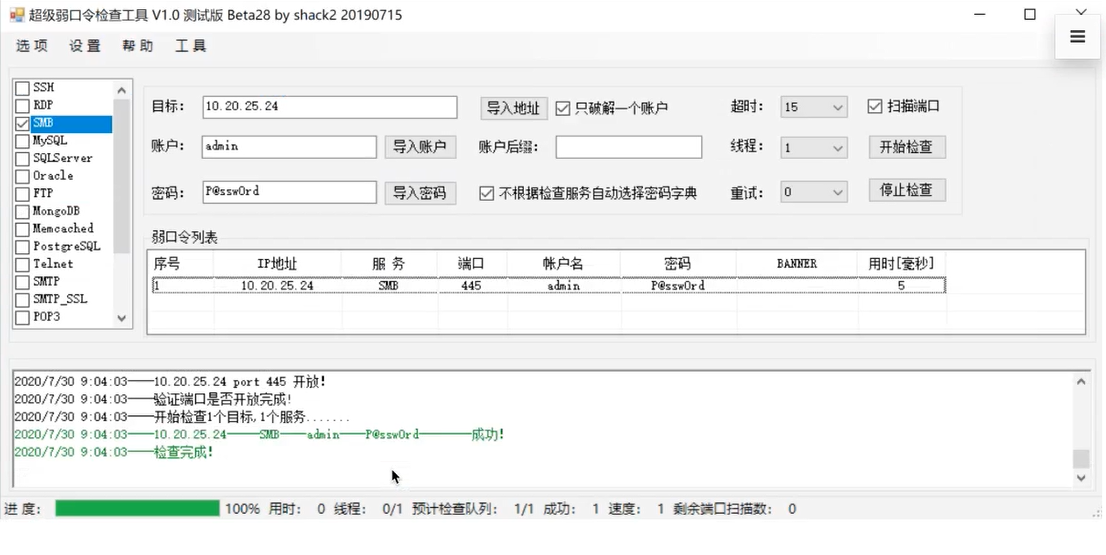 超级弱口令检查工具 V1.0 测试版 Beta28 by shack2 20190715
选项 设置 帮助 工具
SSH
RDP
SMB
MySQL
SQLServer
Oracle
FTP
MongoDB
Memcached
PostgreSQL
Telnet
SMTP
SMTP_SSL
POP3
目标: 10.20.25.24 导入地址 只破解一个账户 超时: 15 扫描端口
账户: admin 导入账户 账户后缀: 线程: 1 开始检查
密码: P@ssw0rd 导入密码 不根据检查服务自动选择密码字典 重试: 0 停止检查
弱口令列表
序号 IP地址 服 务 端口 帐户名 密码 BANNER 用时[毫秒]
1 10.20.25.24 SMB 445 admin P@ssw0rd 5
2020/7/30 9:04:03——10.20.25.24 port 445 开放!
2020/7/30 9:04:03——验证端口是否开放完成!
2020/7/30 9:04:03——开始检查1个目标,1个服务.......
2020/7/30 9:04:03——10.20.25.24———SMB——admin——P@ssw0rd————成功!
2020/7/30 9:04:03——检查完成!
进度: 100% 用时: 0 线程: 0/1 预计检查队列: 1/1 成功: 1 速度: 1 剩余端口扫描数: 0